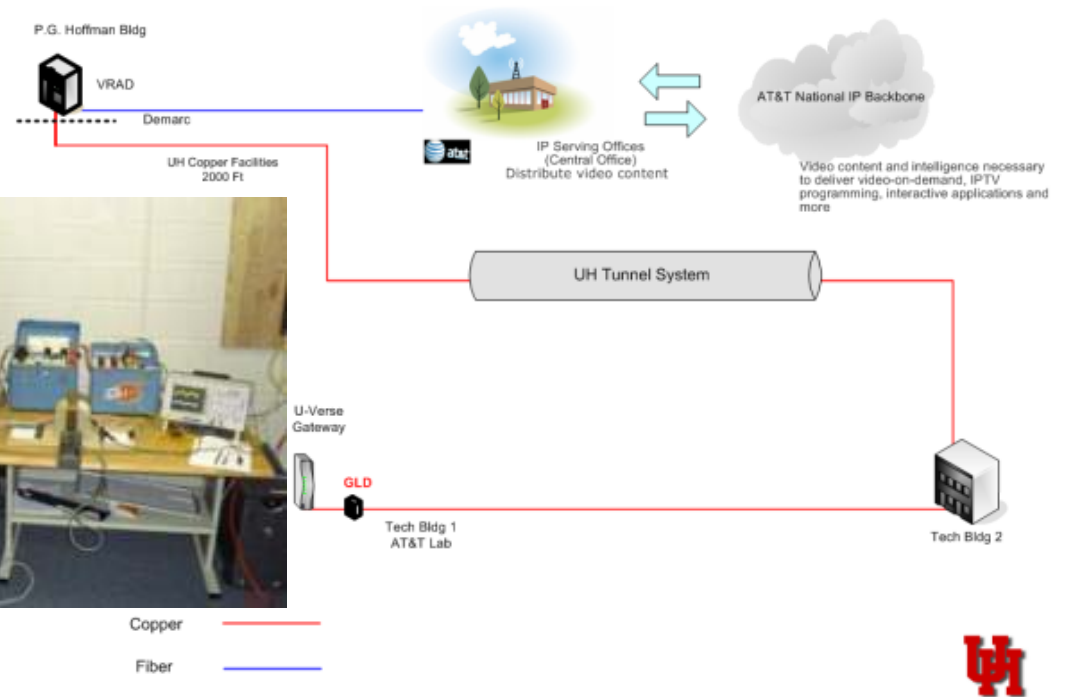 P.G. Hoffman Bldg
VRAD
Demarc
UH Copper Facilities
2000 Ft
at&t
IP Serving Offices
(Central Office)
Distribute video content
AT&T National IP Backbone
Video content and intelligence necessary
to deliver video-on-demand, IPTV
programming, interactive applications and
more
UH Tunnel System
U-Verse
Gateway
GLD
Tech Bldg 1
AT&T Lab
Tech Bldg 2
Copper
Fiber
UH